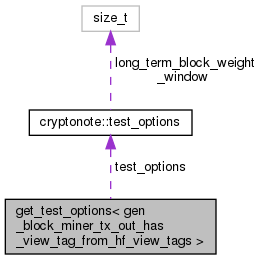 size_t
long_term_block_weight
_window
cryptonote::test_options
test_options
get_test_options< gen
_block_miner_tx_out_has
_view_tag_from_hf_view_tags >